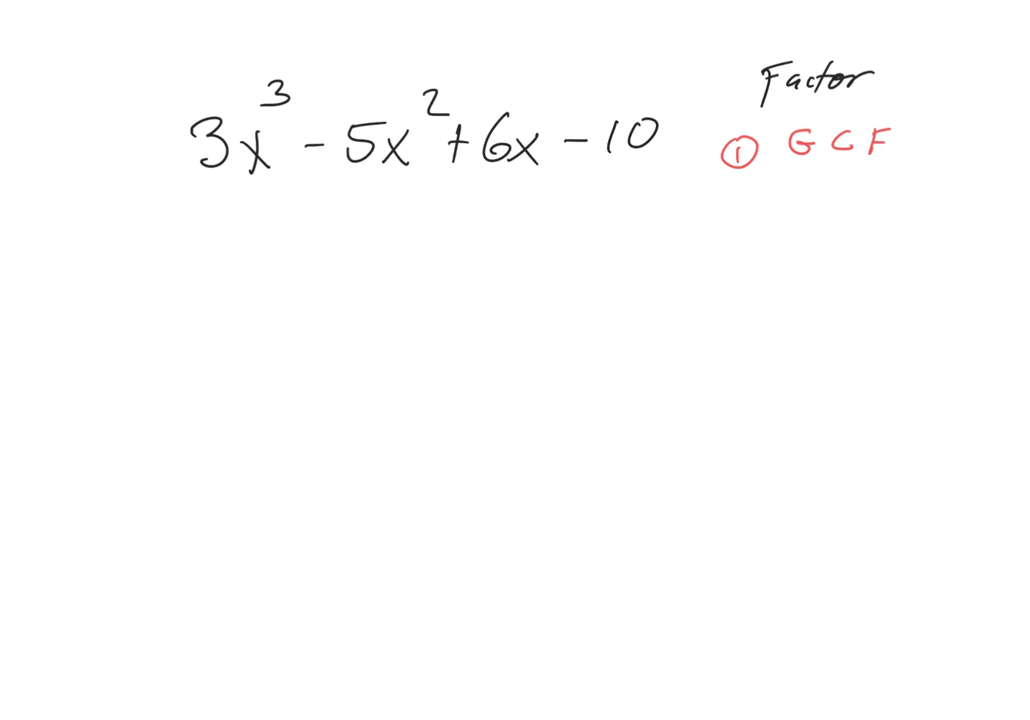 Factor
3x³ - 5x² + 6x - 10
① GCF